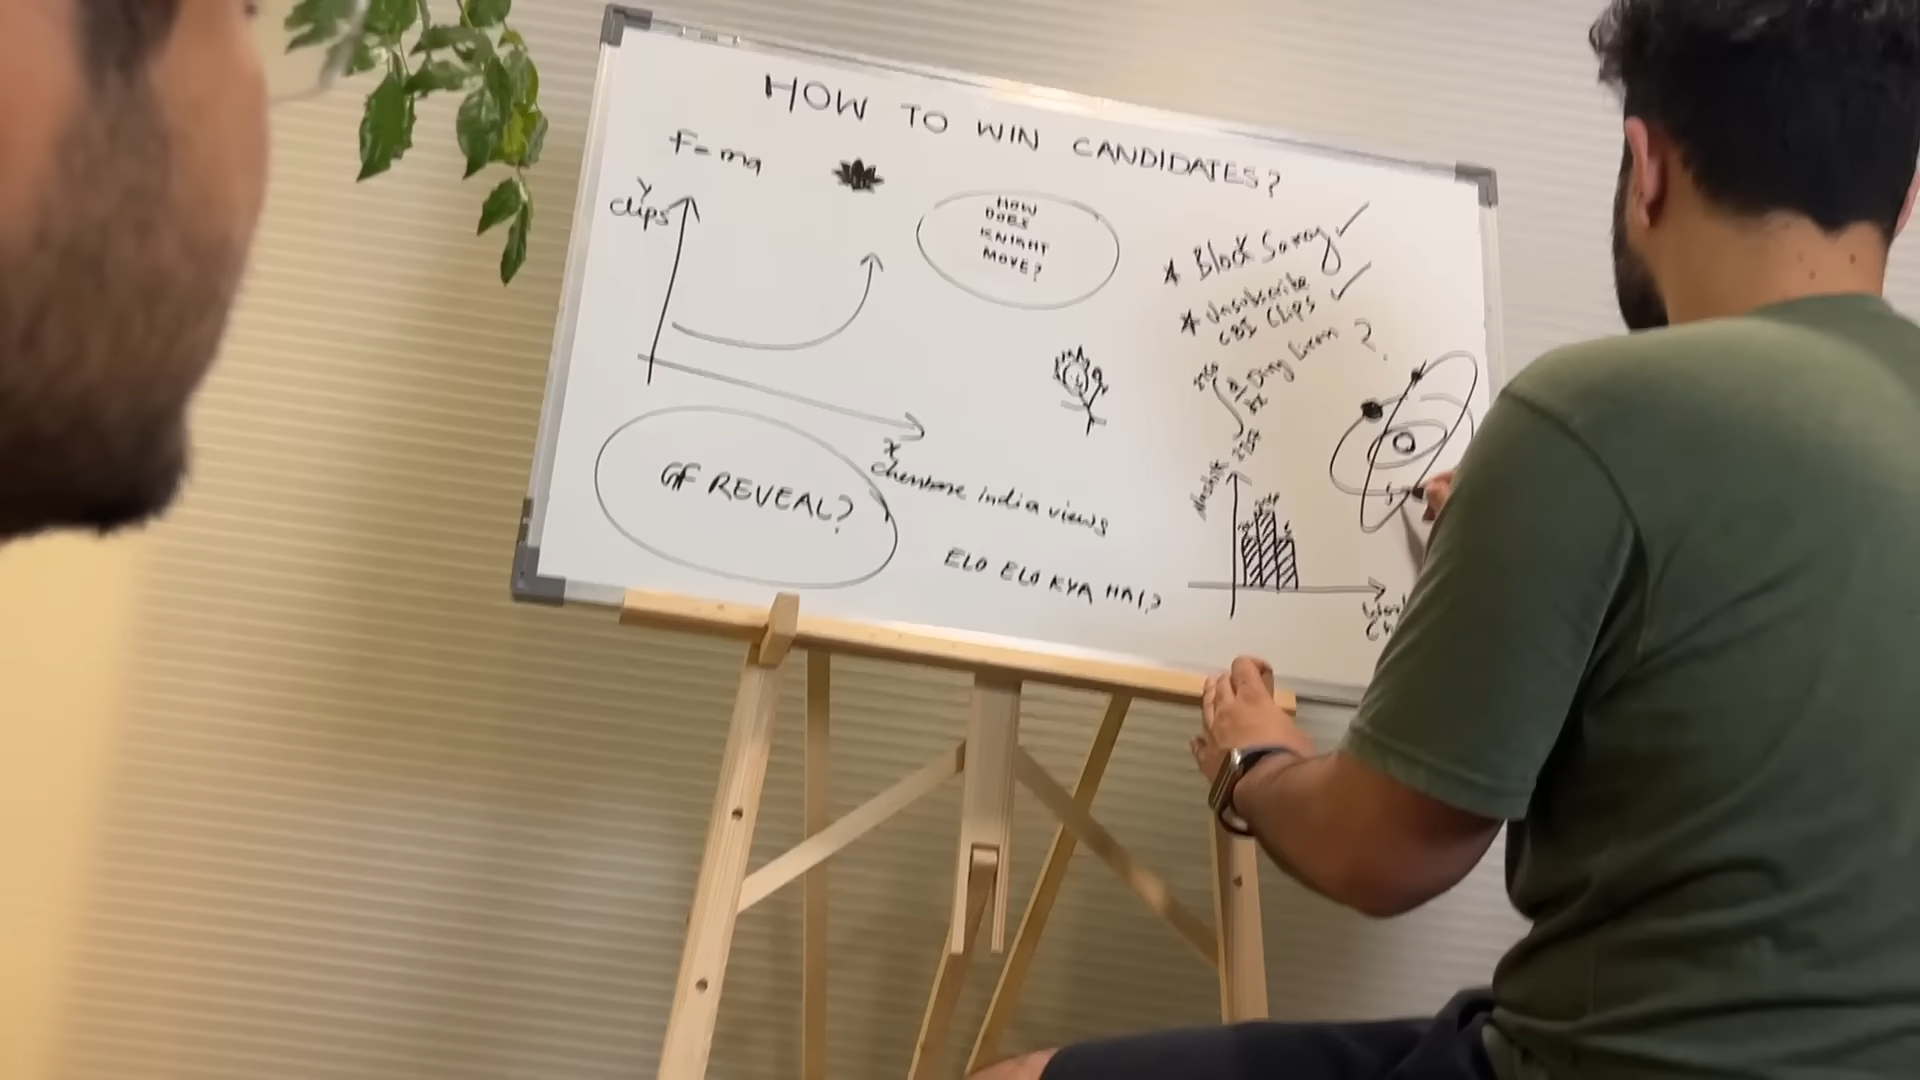 HOW TO WIN CANDIDATES?
F=ma
Y
clips
HOW
DOES
KNIGHT
MOVE?
* Block Samay ✓
* Unsubscribe
CBI Clips ✓
Ding Liren ?
X
chessbase india views
GF REVEAL?
ELO ELO KYA HAI?